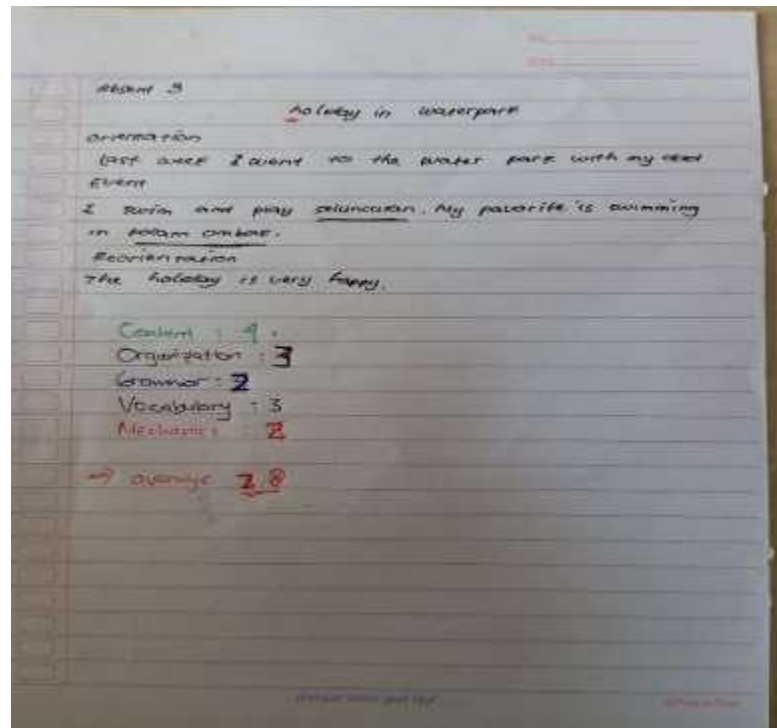 Absent 3
holiday in waterpark
orientation
Last week I went to the water park with my
Event
I swim and play seluncuran. My favorite is swimming
in kolam ombak.
Reorientation
The holiday is very happy.
Content : 4
Organization : 3
Grammar : 2
Vocabulary : 3
Mechanics : 2
→ average 2.8